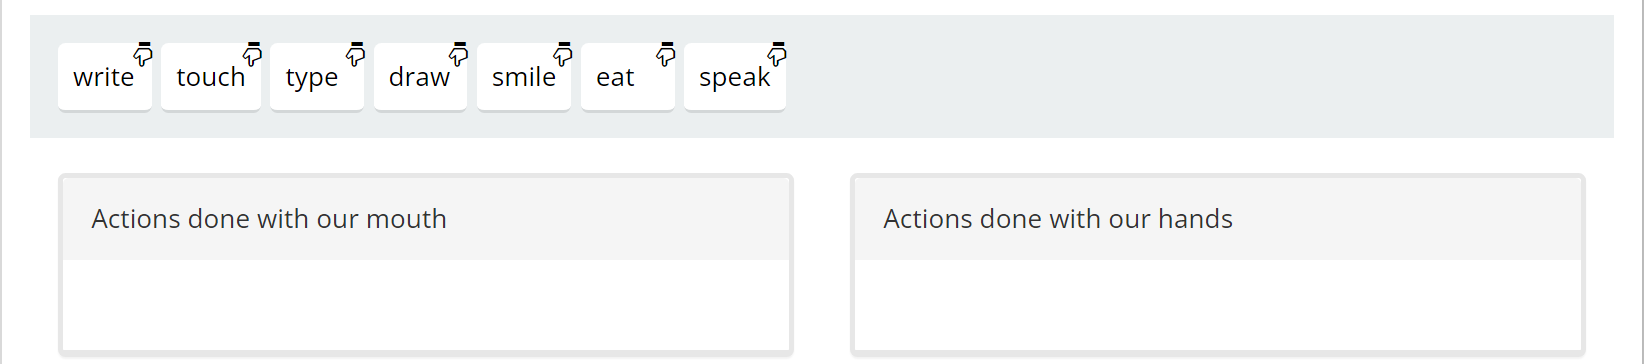 write touch type draw smile eat speak
Actions done with our mouth
Actions done with our hands